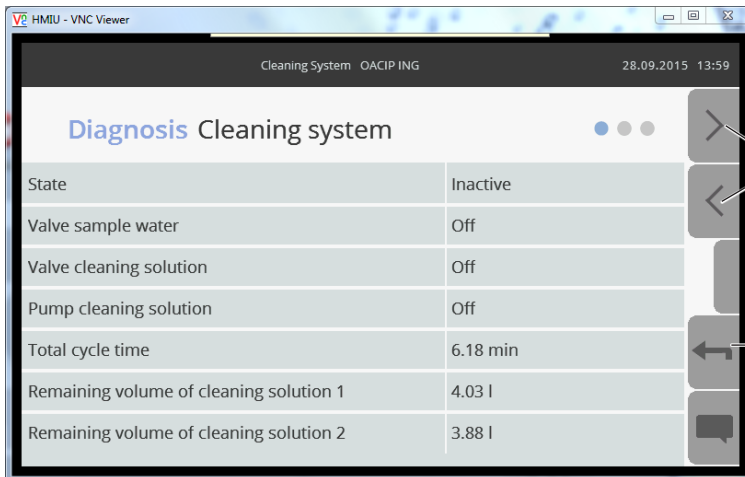 HMIU - VNC Viewer
Cleaning System OACIP ING 28.09.2015 13:59
Diagnosis Cleaning system
State Inactive
Valve sample water Off
Valve cleaning solution Off
Pump cleaning solution Off
Total cycle time 6.18 min
Remaining volume of cleaning solution 1 4.03 l
Remaining volume of cleaning solution 2 3.88 l